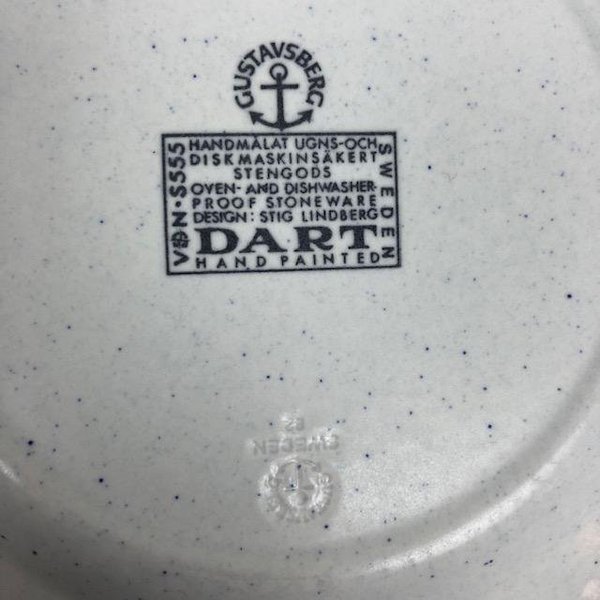 GUSTAVSBERG
HANDMÅLAT UGNS-OCH
DISKMASKINSÄKERT
STENGODS
OVEN- AND DISHWASHER-
PROOF STONEWARE
DESIGN: STIG LINDBERG
DART
HAND PAINTED
VDN·S555
SWEDEN
SWEDEN